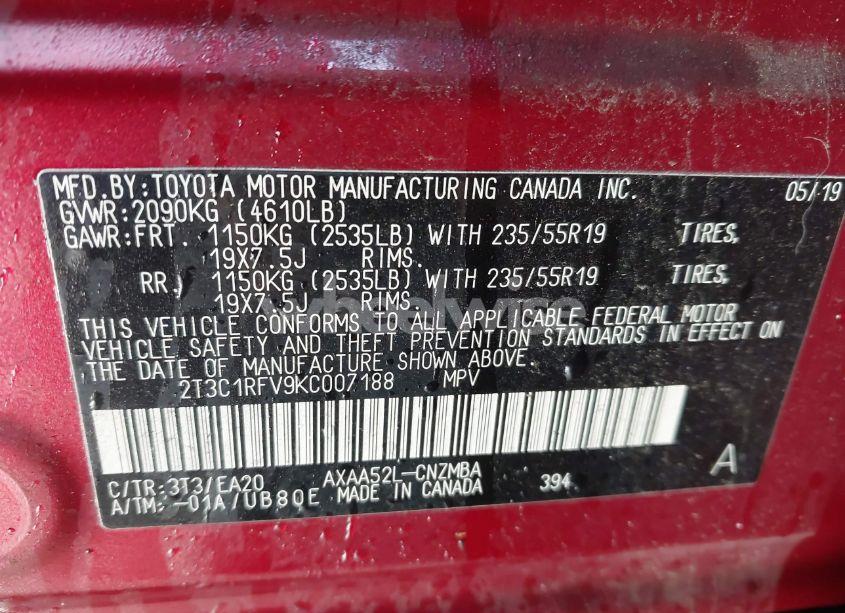 MFD.BY:TOYOTA MOTOR MANUFACTURING CANADA INC. 05/19
GVWR:2090KG (4610LB)
GAWR:FRT. 1150KG (2535LB) WITH 235/55R19 TIRES,
19X7.5J RIMS.
RR. 1150KG (2535LB) WITH 235/55R19 TIRES,
19X7.5J RIMS.
wheelwise
THIS VEHICLE CONFORMS TO ALL APPLICABLE FEDERAL MOTOR
VEHICLE SAFETY AND THEFT PREVENTION STANDARDS IN EFFECT ON
THE DATE OF MANUFACTURE SHOWN ABOVE.
2T3C1RFV9KC007188 MPV
C/TR:3T3/EA20 AXAA52L-CNZMBA 394 A
A/TM:-01A/UB80E MADE IN CANADA